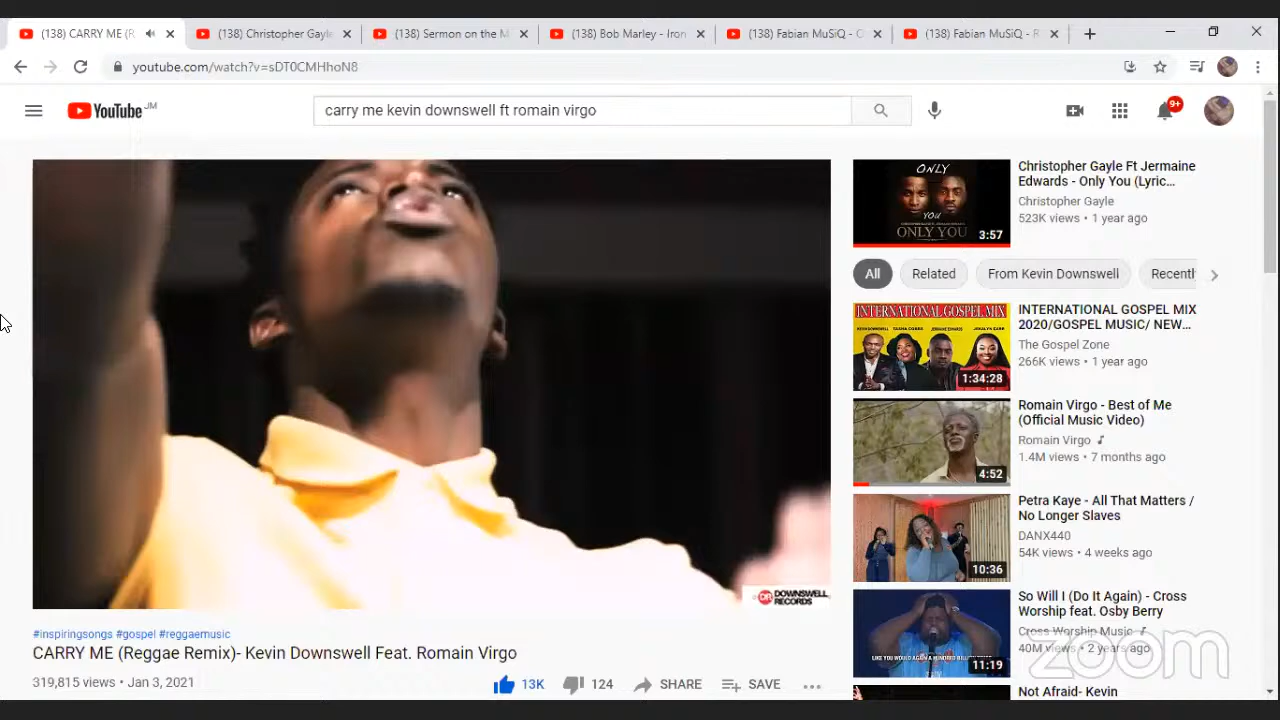 (138) CARRY ME (R
(138) Christopher Gayle
(138) Sermon on the M
(138) Bob Marley - Iron
(138) Fabian MuSiQ - C
(138) Fabian MuSiQ - R
youtube.com/watch?v=sDT0CMHhoN8
YouTube JM
carry me kevin downswell ft romain virgo
9+
DR DOWNSWELL
RECORDS
#inspiringsongs #gospel #reggaemusic
CARRY ME (Reggae Remix)- Kevin Downswell Feat. Romain Virgo
319,815 views • Jan 3, 2021
13K
124
SHARE
SAVE
ONLY
YOU
ONLY YOU
3:57
Christopher Gayle Ft Jermaine
Edwards - Only You (Lyric...
Christopher Gayle
523K views • 1 year ago
All
Related
From Kevin Downswell
Recently
INTERNATIONAL GOSPEL MIX
1:34:28
INTERNATIONAL GOSPEL MIX
2020/GOSPEL MUSIC/ NEW...
The Gospel Zone
266K views • 1 year ago
4:52
Romain Virgo - Best of Me
(Official Music Video)
Romain Virgo
1.4M views • 7 months ago
10:36
Petra Kaye - All That Matters /
No Longer Slaves
DANX440
54K views • 4 weeks ago
11:19
So Will I (Do It Again) - Cross
Worship feat. Osby Berry
Cross Worship Music
40M views • 2 years ago
Not Afraid- Kevin
zoom